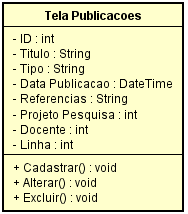 Tela Publicacoes
- ID : int
- Titulo : String
- Tipo : String
- Data Publicacao : DateTime
- Referencias : String
- Projeto Pesquisa : int
- Docente : int
- Linha : int
+ Cadastrar() : void
+ Alterar() : void
+ Excluir() : void